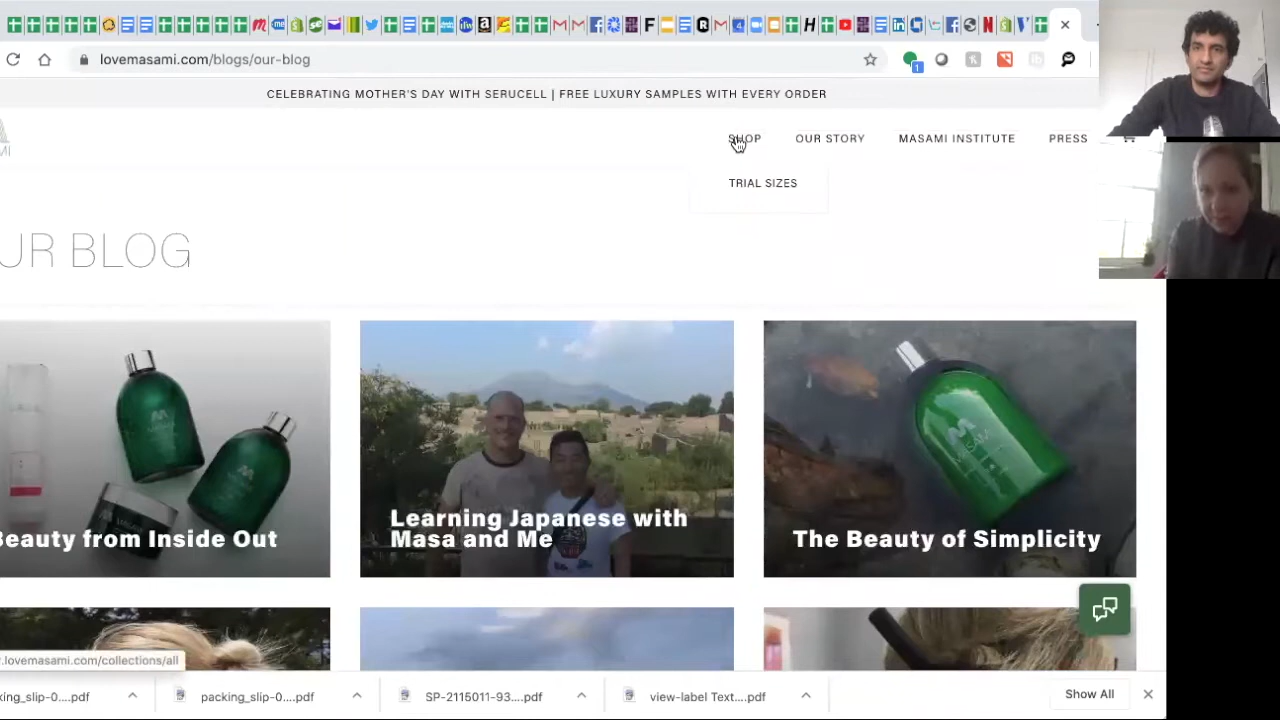 lovemasami.com/blogs/our-blog
1
CELEBRATING MOTHER'S DAY WITH SERUCELL | FREE LUXURY SAMPLES WITH EVERY ORDER
SHOP
OUR STORY
MASAMI INSTITUTE
PRESS
TRIAL SIZES
UR BLOG
Beauty from Inside Out
Learning Japanese with
Masa and Me
The Beauty of Simplicity
.lovemasami.com/collections/all
king_slip-0....pdf
packing_slip-0....pdf
SP-2115011-93....pdf
view-label Text....pdf
Show All